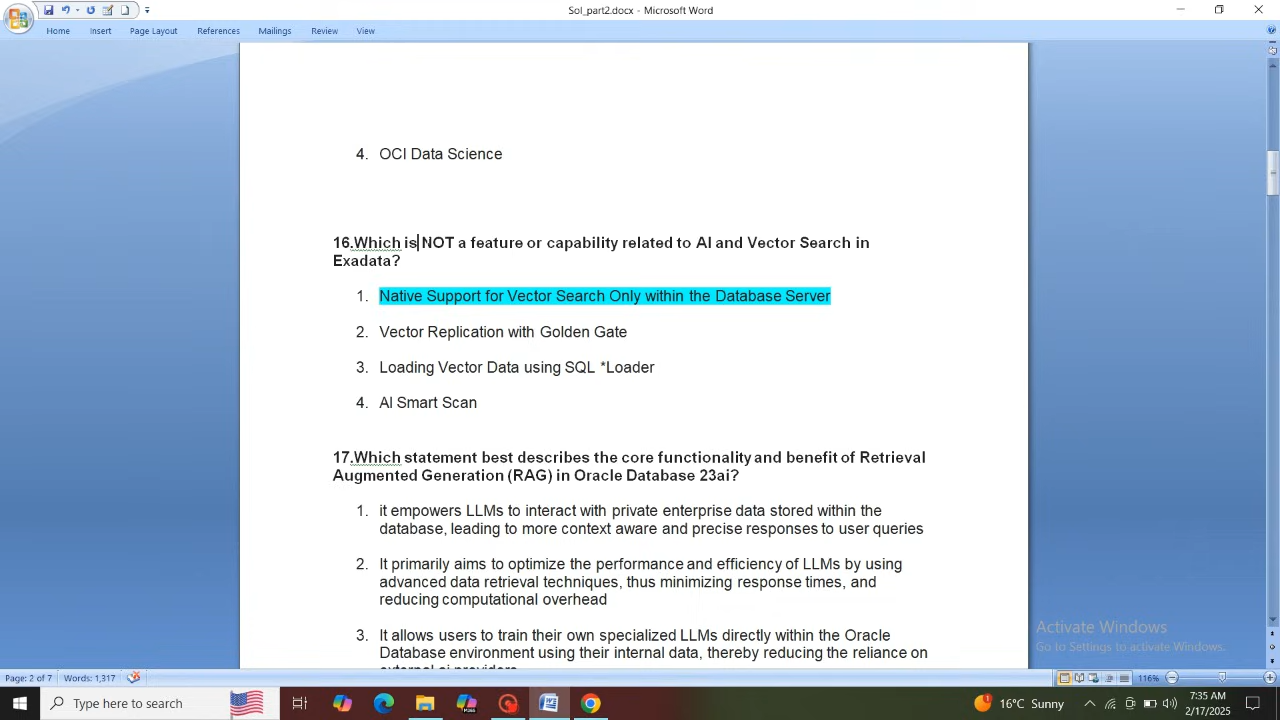 Sol_part2.docx - Microsoft Word
Home Insert Page Layout References Mailings Review View
4. OCI Data Science
16.Which is NOT a feature or capability related to AI and Vector Search in
Exadata?
1. Native Support for Vector Search Only within the Database Server
2. Vector Replication with Golden Gate
3. Loading Vector Data using SQL *Loader
4. AI Smart Scan
17.Which statement best describes the core functionality and benefit of Retrieval
Augmented Generation (RAG) in Oracle Database 23ai?
1. it empowers LLMs to interact with private enterprise data stored within the
database, leading to more context aware and precise responses to user queries
2. It primarily aims to optimize the performance and efficiency of LLMs by using
advanced data retrieval techniques, thus minimizing response times, and
reducing computational overhead
3. It allows users to train their own specialized LLMs directly within the Oracle
Database environment using their internal data, thereby reducing the reliance on
external ai providers
Activate Windows
Go to Settings to activate Windows.
Page: 2 of 7 Words: 1,317 116%
Type here to search
1 16°C Sunny
7:35 AM
2/17/2025